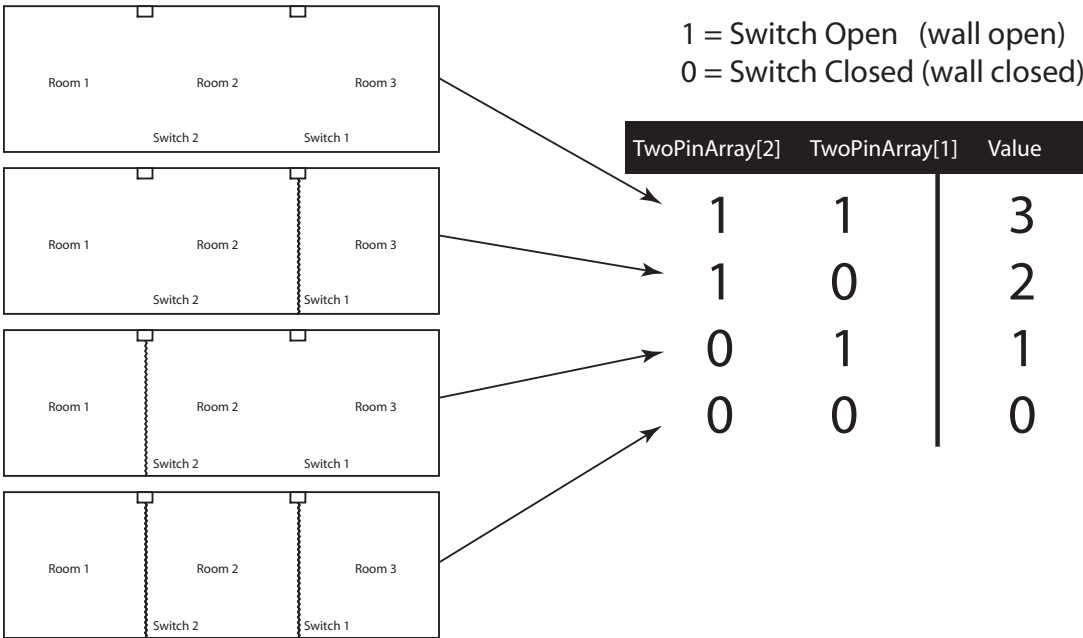 Room 1 Room 2 Room 3
Switch 2 Switch 1
Room 1 Room 2 Room 3
Switch 2 Switch 1
Room 1 Room 2 Room 3
Switch 2 Switch 1
Room 1 Room 2 Room 3
Switch 2 Switch 1
1 = Switch Open (wall open)
0 = Switch Closed (wall closed)
TwoPinArray[2] TwoPinArray[1] Value
1 1 3
1 0 2
0 1 1
0 0 0